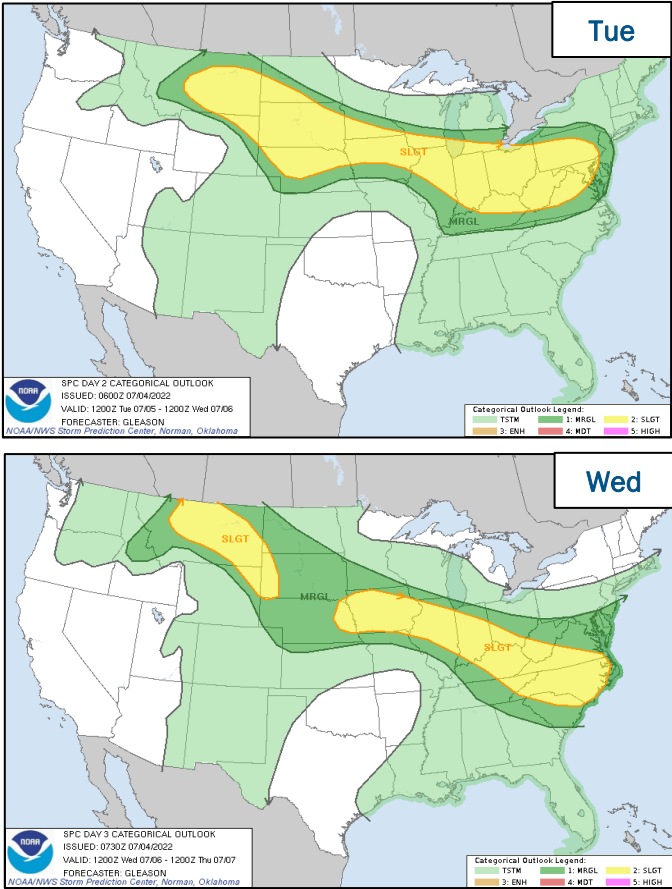 Tue
SLGT
MRGL
NOAA
SPC DAY 2 CATEGORICAL OUTLOOK
ISSUED: 0600Z 07/04/2022
VALID: 1200Z Tue 07/05 - 1200Z Wed 07/06
FORECASTER: GLEASON
NOAA/NWS Storm Prediction Center, Norman, Oklahoma
Categorical Outlook Legend:
TSTM 1: MRGL 2: SLGT
3: ENH 4: MDT 5: HIGH
Wed
SLGT
MRGL
SLGT
NOAA
SPC DAY 3 CATEGORICAL OUTLOOK
ISSUED: 0730Z 07/04/2022
VALID: 1200Z Wed 07/06 - 1200Z Thu 07/07
FORECASTER: GLEASON
NOAA/NWS Storm Prediction Center, Norman, Oklahoma
Categorical Outlook Legend:
TSTM 1: MRGL 2: SLGT
3: ENH 4: MDT 5: HIGH